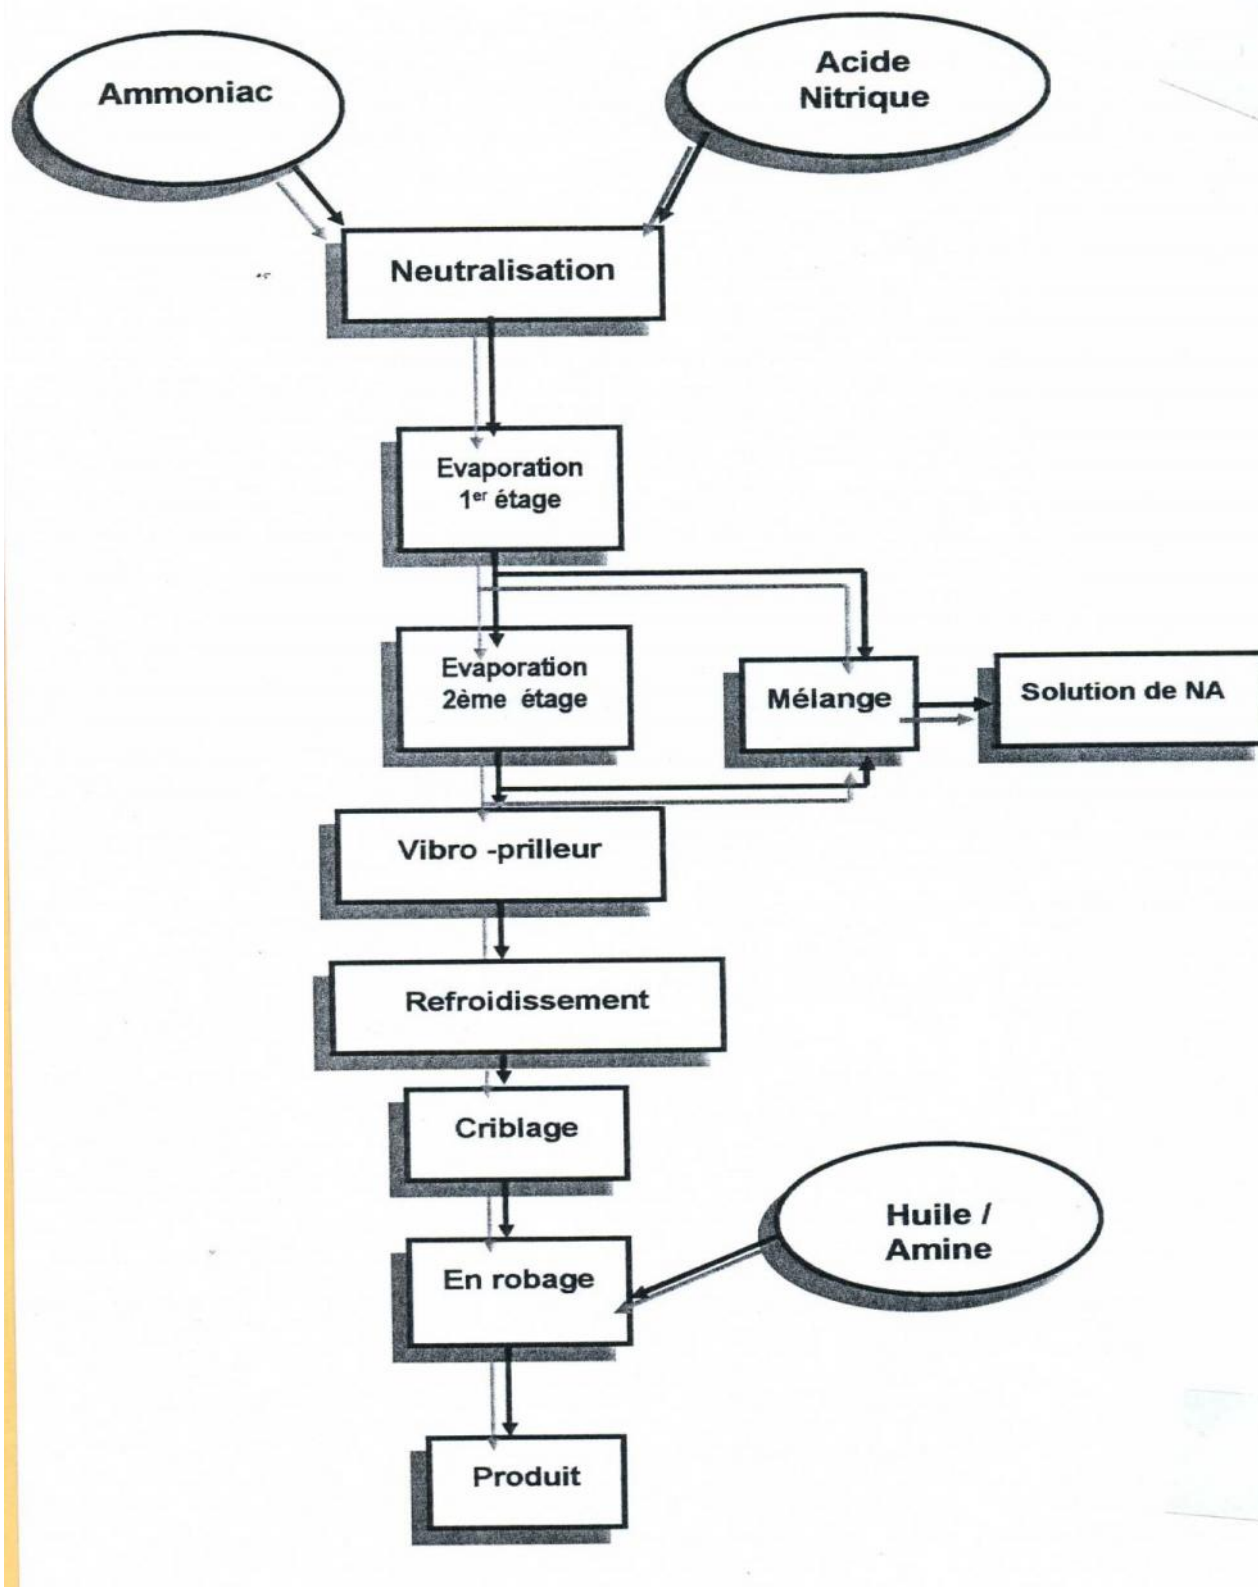 Ammoniac
Acide
Nitrique
Neutralisation
Evaporation
1er étage
Evaporation
2ème étage
Mélange
Solution de NA
Vibro -prilleur
Refroidissement
Criblage
Huile /
Amine
En robage
Produit